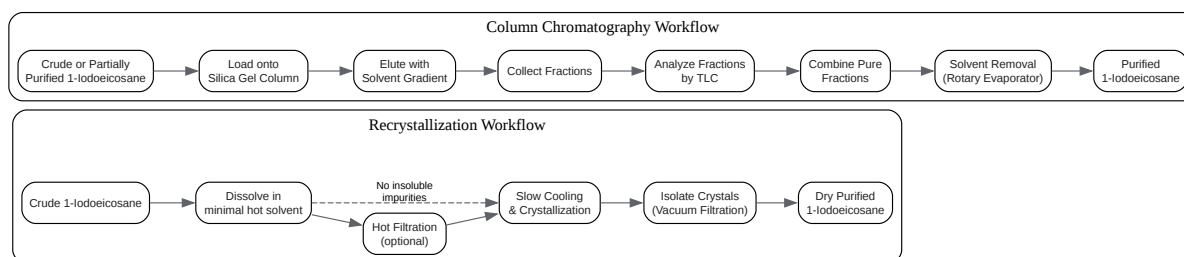 Column Chromatography Workflow
Crude or Partially
Purified 1-Iodoeicosane
Load onto
Silica Gel Column
Elute with
Solvent Gradient
Collect Fractions
Analyze Fractions
by TLC
Combine Pure
Fractions
Solvent Removal
(Rotary Evaporator)
Purified
1-Iodoeicosane
Recrystallization Workflow
Crude 1-Iodoeicosane
Dissolve in
minimal hot solvent
No insoluble
impurities
Hot Filtration
(optional)
Slow Cooling
& Crystallization
Isolate Crystals
(Vacuum Filtration)
Dry Purified
1-Iodoeicosane